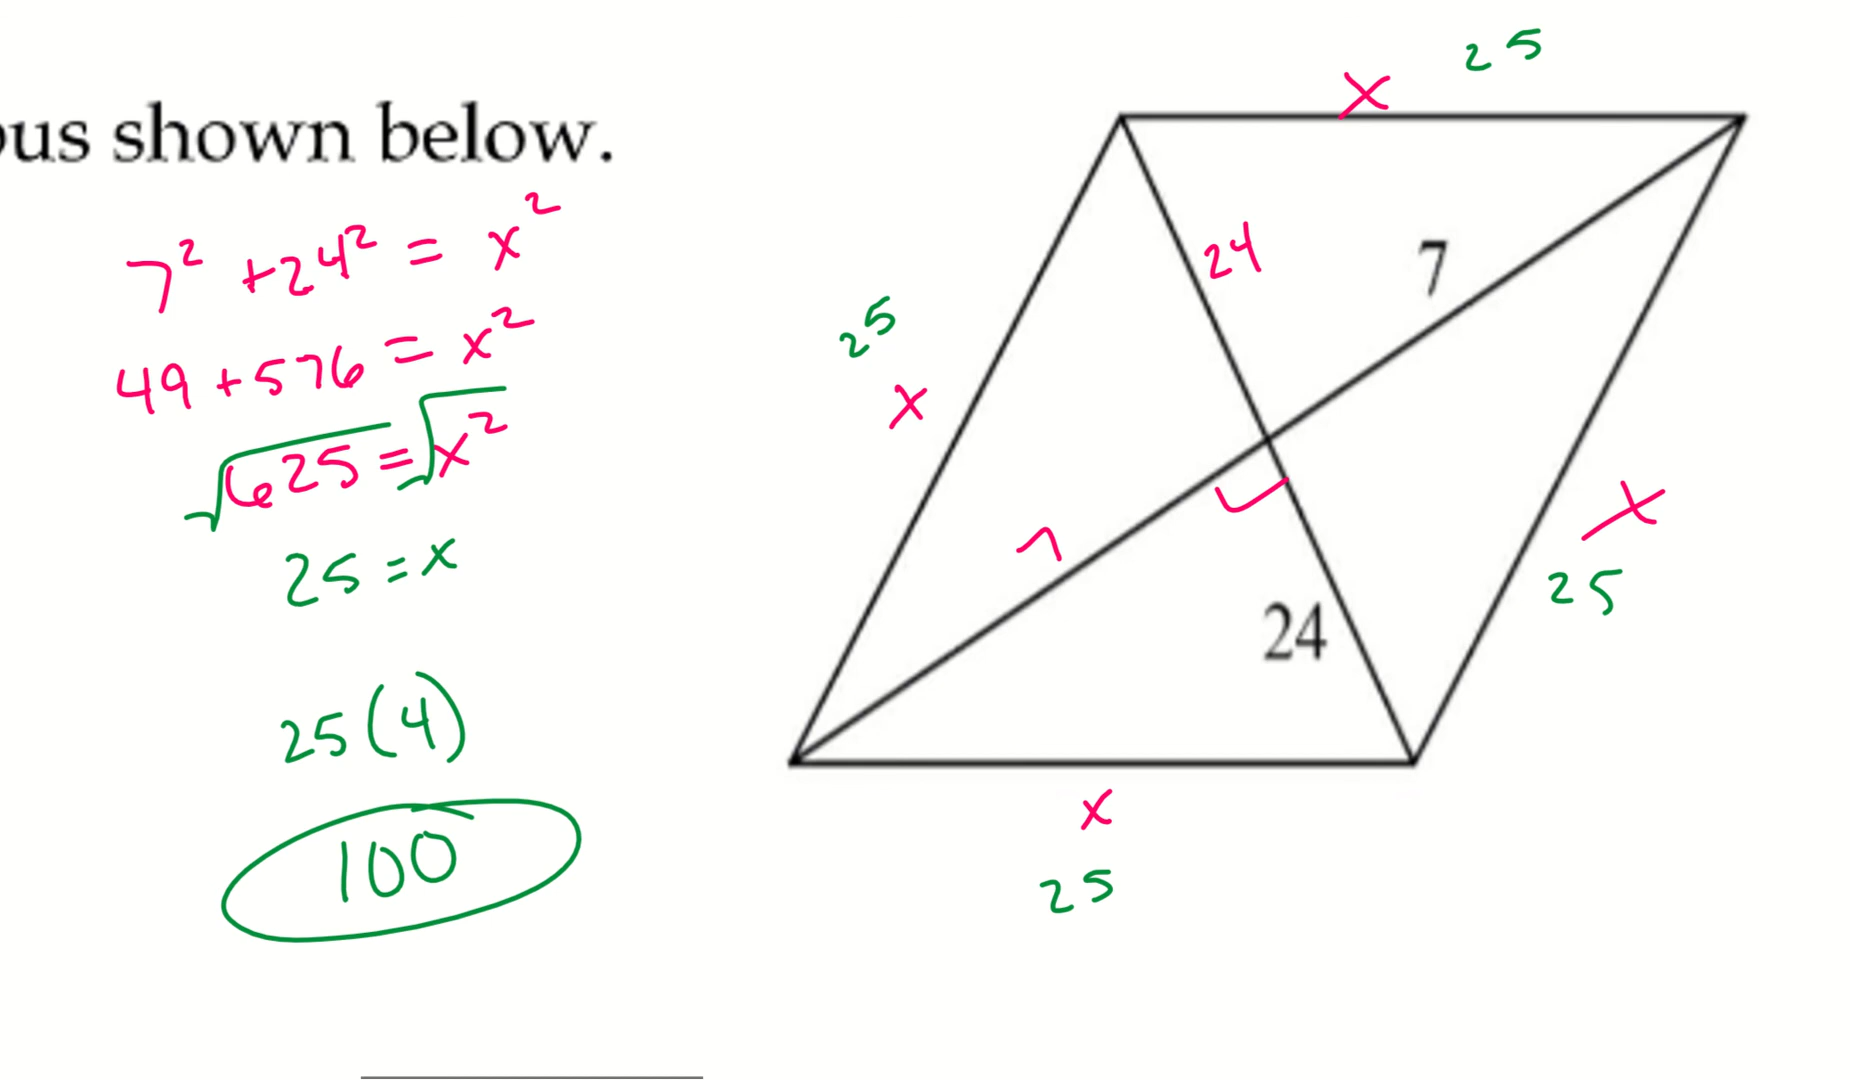 ous shown below.
7² + 24² = x²
49 + 576 = x²
√625 = √x²
25 = x
25(4)
100
x 25
24
7
25
x
7
x
25
24
x
25